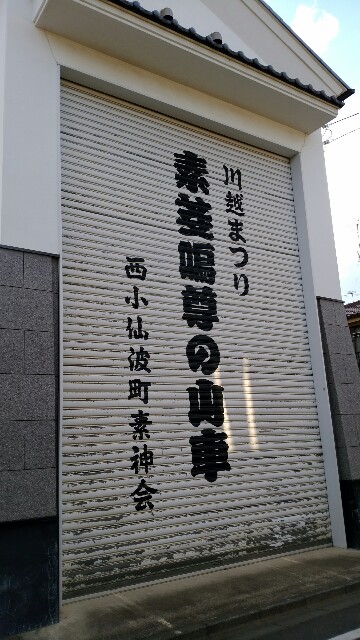 川越まつり
素盞嗚尊の山車
西小仙波町素神会